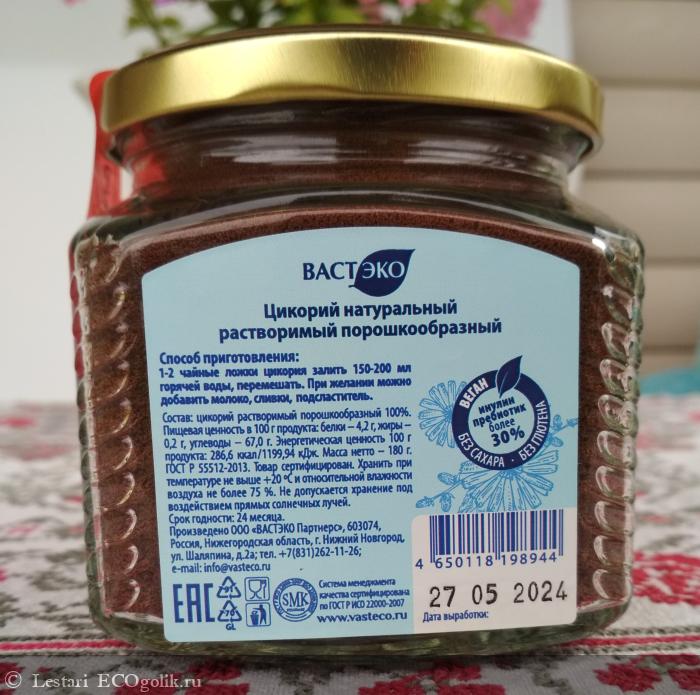 ВАСТЭКО
Цикорий натуральный
растворимый порошкообразный
Способ приготовления:
1-2 чайные ложки цикория залить 150-200 мл
горячей воды, перемешать. При желании можно
добавить молоко, сливки, подсластитель.
Состав: цикорий растворимый порошкообразный 100%.
Пищевая ценность в 100 г продукта: белки – 4,2 г, жиры –
0,2 г, углеводы – 67,0 г. Энергетическая ценность 100 г
продукта: 286,6 ккал/1199,94 кДж. Масса нетто – 180 г.
ГОСТ Р 55512-2013. Товар сертифицирован. Хранить при
температуре не выше +20 °C и относительной влажности
воздуха не более 75 %. Не допускается хранение под
воздействием прямых солнечных лучей.
Срок годности: 24 месяца.
Произведено ООО «ВАСТЭКО Партнерс», 603074,
Россия, Нижегородская область, г. Нижний Новгород,
ул. Шаляпина, д.2а; тел.+7(831)262-11-26;
e-mail: info@vasteco.ru
ВЕГАН
инулин
пребиотик
более
30%
БЕЗ САХАРА · БЕЗ ГЛЮТЕНА
4 650118 198944
27 05 2024
Дата выработки:
EAC
GL
SMK
Система менеджмента
качества сертифицирована
по ГОСТ Р ИСО 22000-2007
www.vasteco.ru
© Lestari ECOgolik.ru